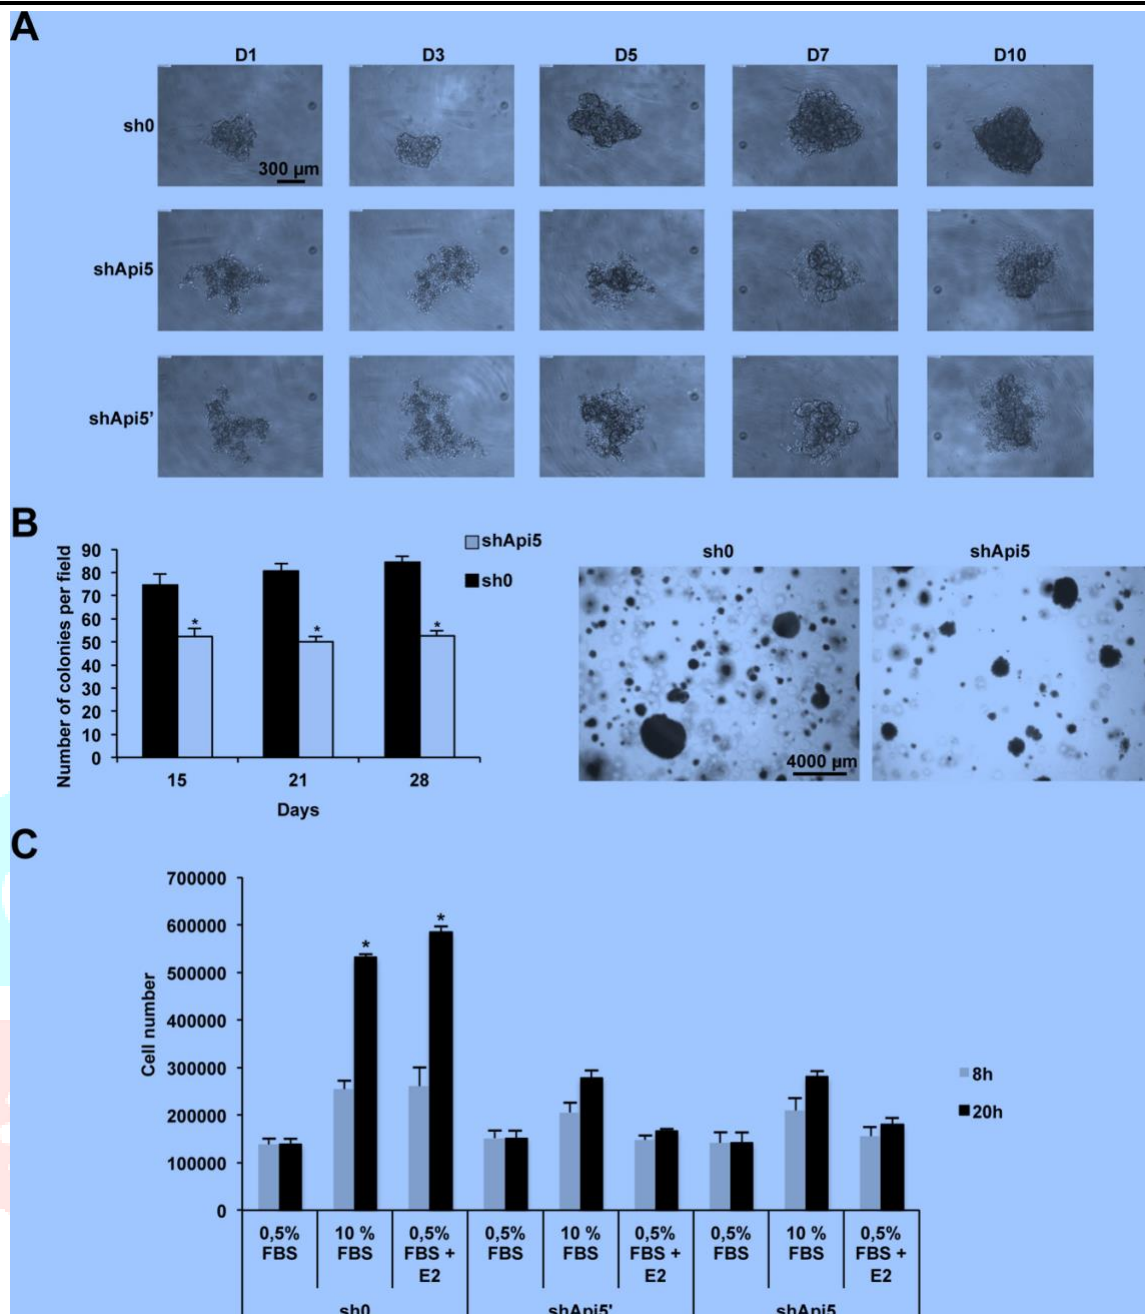 A
D1 D3 D5 D7 D10
sh0
300 µm
shApi5
shApi5'
B
Number of colonies per field
90
80
70
60
50
40
30
20
10
0
* * *
15 21 28
Days
shApi5
sh0
sh0 shApi5
4000 µm
C
Cell number
700000
600000
500000
400000
300000
200000
100000
0
* *
8h
20h
0,5% 10 % 0,5% 0,5% 10 % 0,5% 0,5% 10 % 0,5%
FBS FBS FBS + FBS FBS FBS + FBS FBS FBS +
E2 E2 E2
sh0 shApi5' shApi5